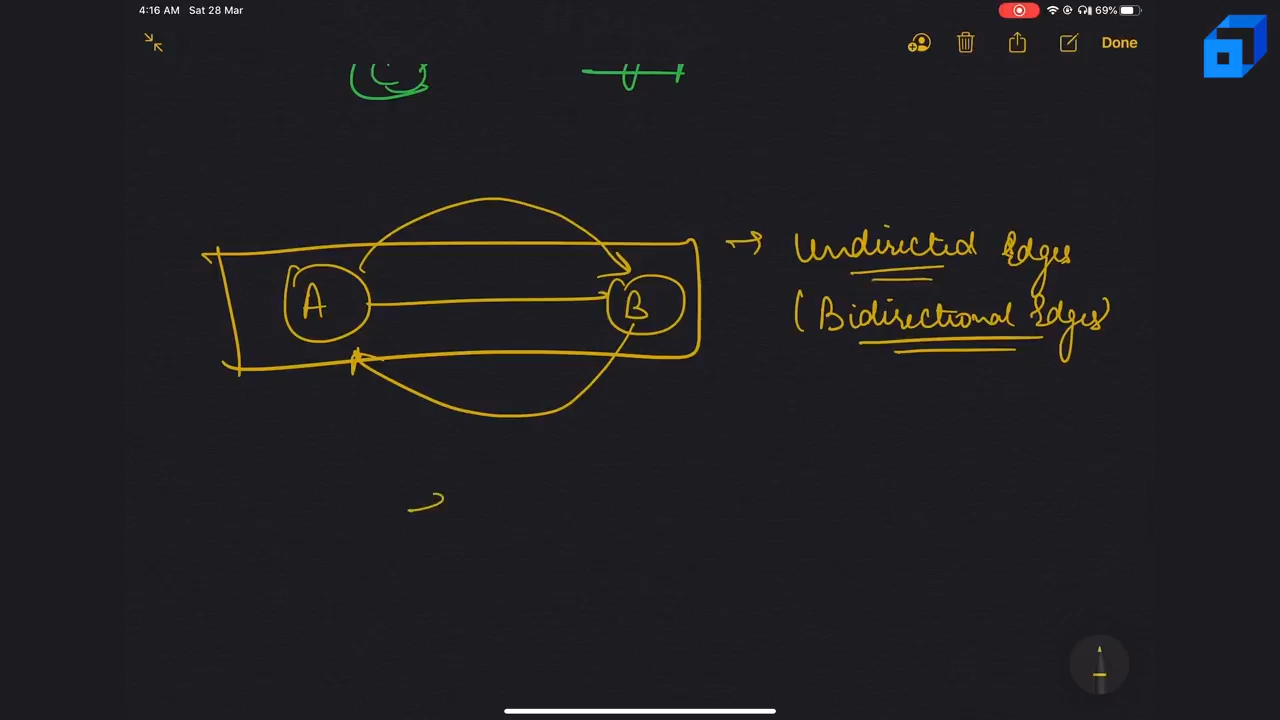 4:16 AM Sat 28 Mar
69%
Done
A
B
→ Undirected Edges
(Bidirectional Edges)